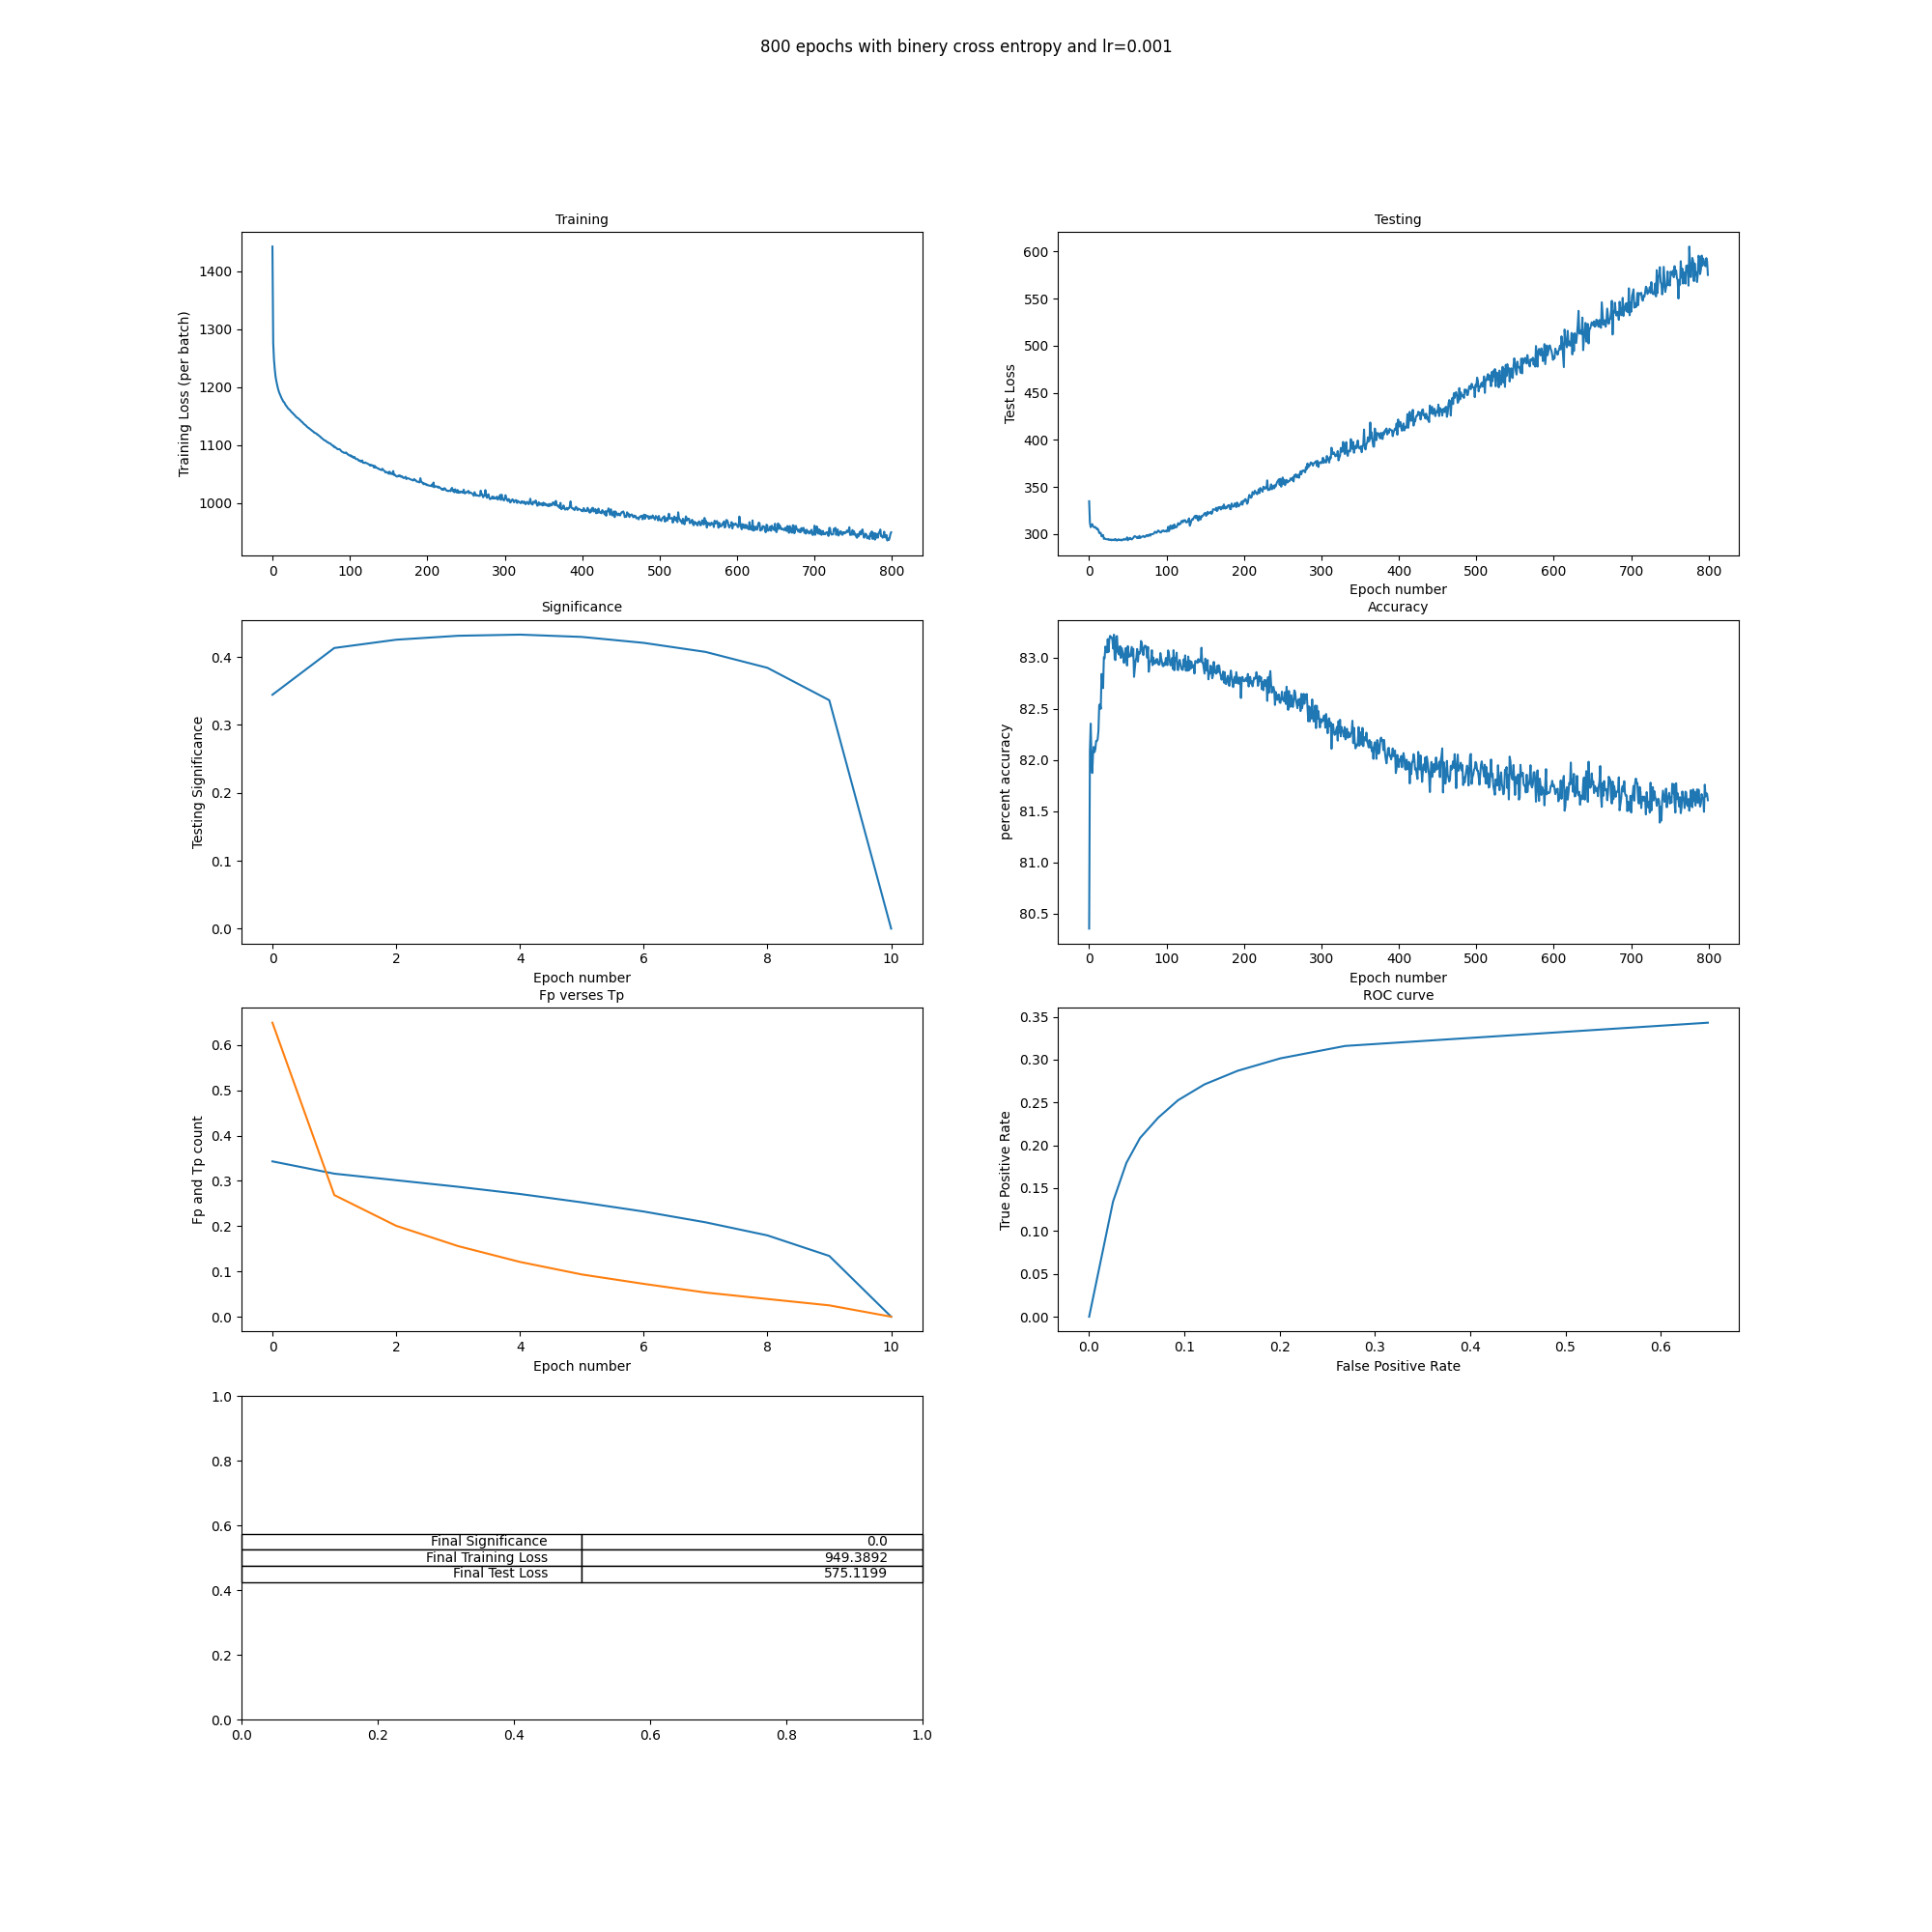 800 epochs with binery cross entropy and lr=0.001
Training
Training Loss (per batch)
1400
1300
1200
1100
1000
0 100 200 300 400 500 600 700 800
Testing
Test Loss
600
550
500
450
400
350
300
0 100 200 300 400 500 600 700 800
Epoch number
Significance
Testing Significance
0.4
0.3
0.2
0.1
0.0
0 2 4 6 8 10
Epoch number
Accuracy
percent accuracy
83.0
82.5
82.0
81.5
81.0
80.5
0 100 200 300 400 500 600 700 800
Epoch number
Fp verses Tp
Fp and Tp count
0.6
0.5
0.4
0.3
0.2
0.1
0.0
0 2 4 6 8 10
Epoch number
ROC curve
True Positive Rate
0.35
0.30
0.25
0.20
0.15
0.10
0.05
0.00
0.0 0.1 0.2 0.3 0.4 0.5 0.6
False Positive Rate
1.0
0.8
0.6
Final Significance 0.0
Final Training Loss 949.3892
Final Test Loss 575.1199
0.4
0.2
0.0
0.0 0.2 0.4 0.6 0.8 1.0